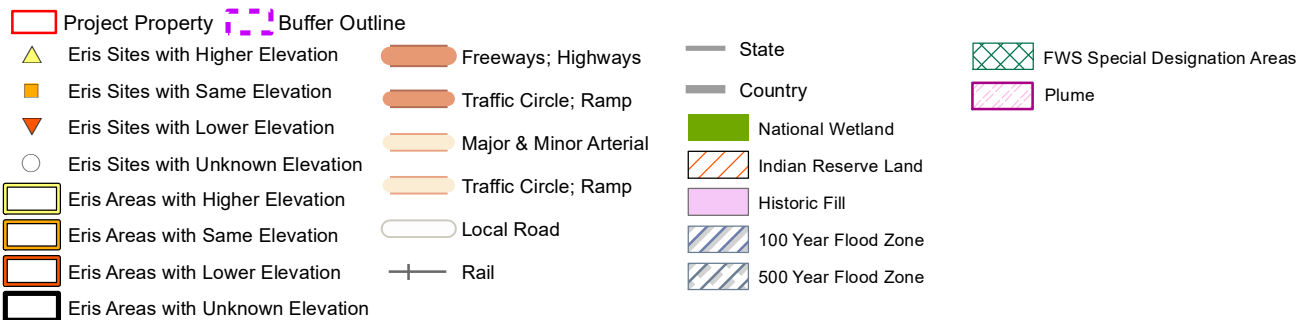 Project Property
Buffer Outline
Eris Sites with Higher Elevation
Eris Sites with Same Elevation
Eris Sites with Lower Elevation
Eris Sites with Unknown Elevation
Eris Areas with Higher Elevation
Eris Areas with Same Elevation
Eris Areas with Lower Elevation
Eris Areas with Unknown Elevation
Freeways; Highways
Traffic Circle; Ramp
Major & Minor Arterial
Traffic Circle; Ramp
Local Road
Rail
State
Country
National Wetland
Indian Reserve Land
Historic Fill
100 Year Flood Zone
500 Year Flood Zone
FWS Special Designation Areas
Plume